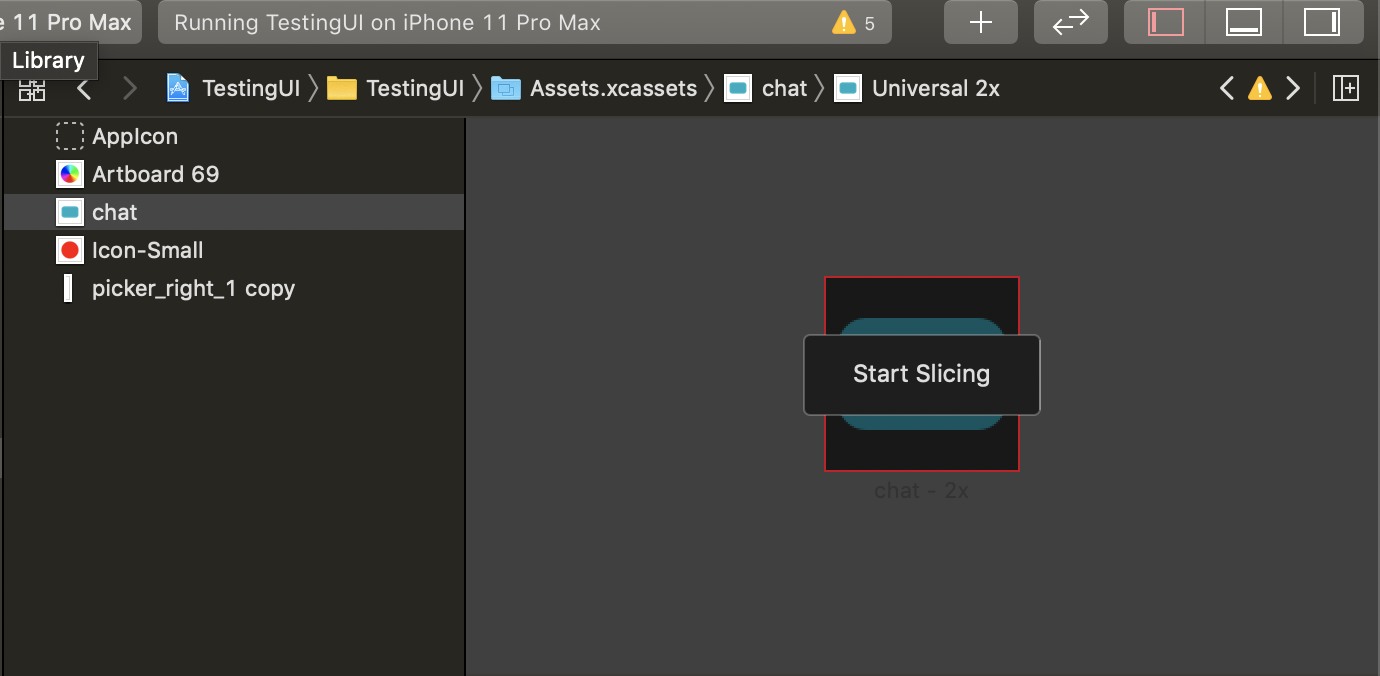 e 11 Pro Max
Running TestingUI on iPhone 11 Pro Max
5
Library
TestingUI
TestingUI
Assets.xcassets
chat
Universal 2x
AppIcon
Artboard 69
chat
Icon-Small
picker_right_1 copy
Start Slicing
chat - 2x